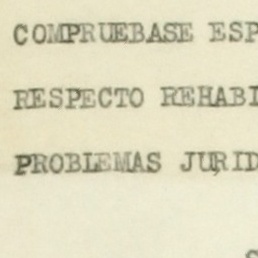 COMPRUEBASE ESP
RESPECTO REHABI
PROBLEMAS JURID